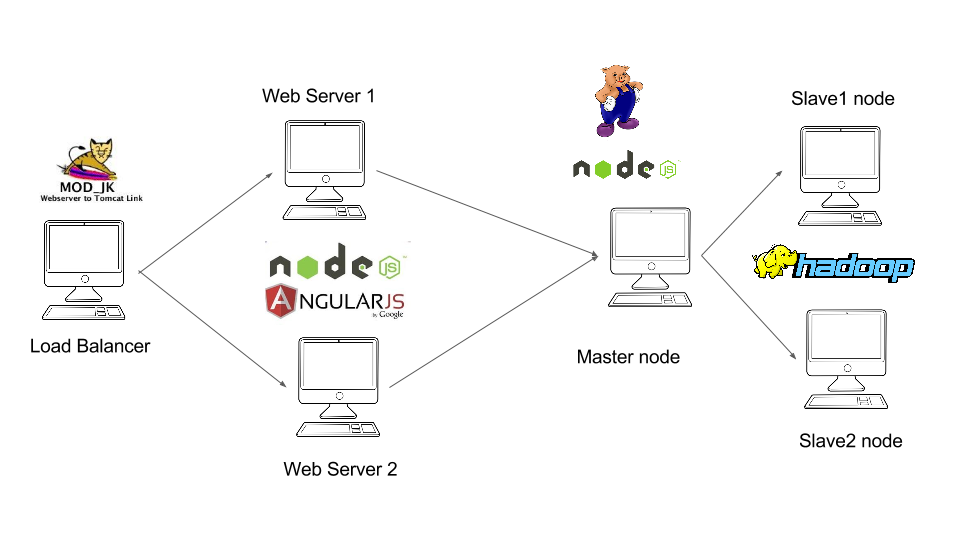 Web Server 1
Slave1 node
MOD_JK
Webserver to Tomcat Link
node JS
node JS
ANGULARJS
by Google
hadoop
Load Balancer
Master node
Slave2 node
Web Server 2